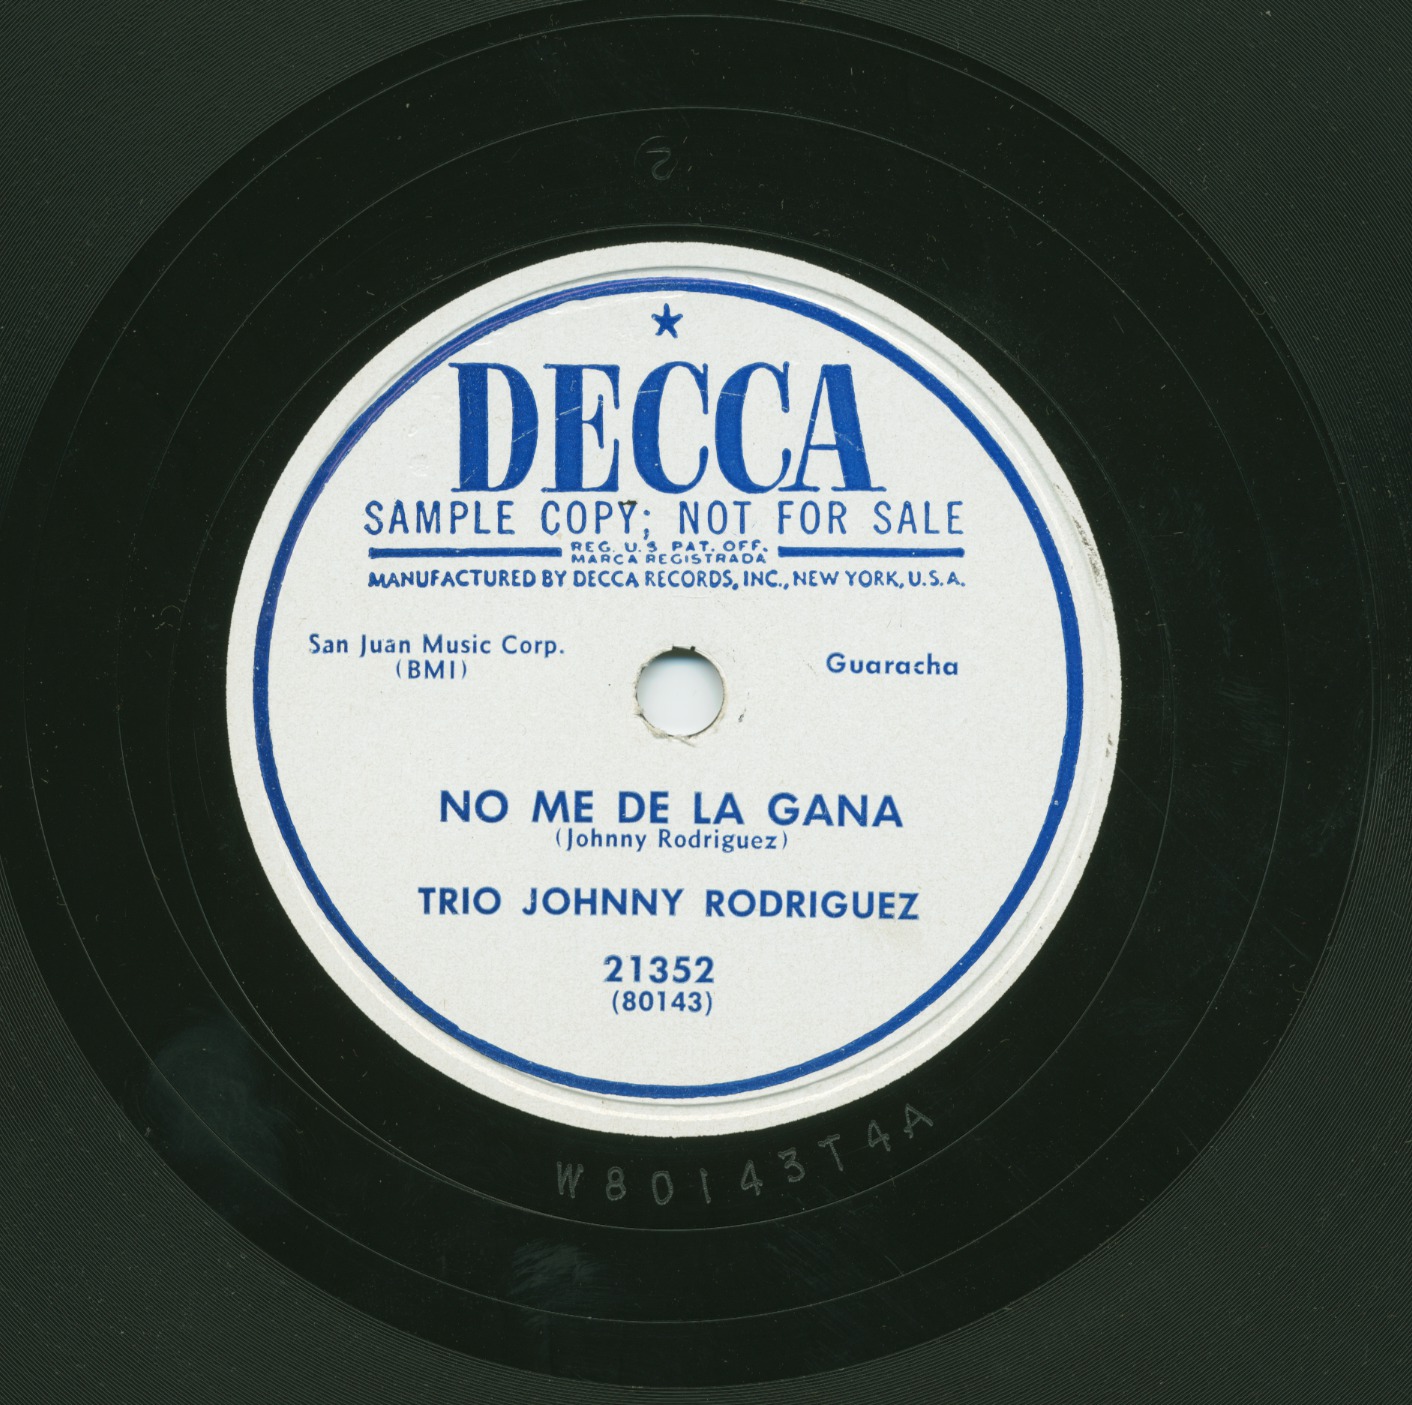 2
DECCA
SAMPLE COPY; NOT FOR SALE
REG. U.S. PAT. OFF.
MARCA REGISTRADA
MANUFACTURED BY DECCA RECORDS, INC., NEW YORK, U.S.A.
San Juan Music Corp.
(BMI)
Guaracha
NO ME DE LA GANA
(Johnny Rodriguez)
TRIO JOHNNY RODRIGUEZ
21352
(80143)
W80143T4A